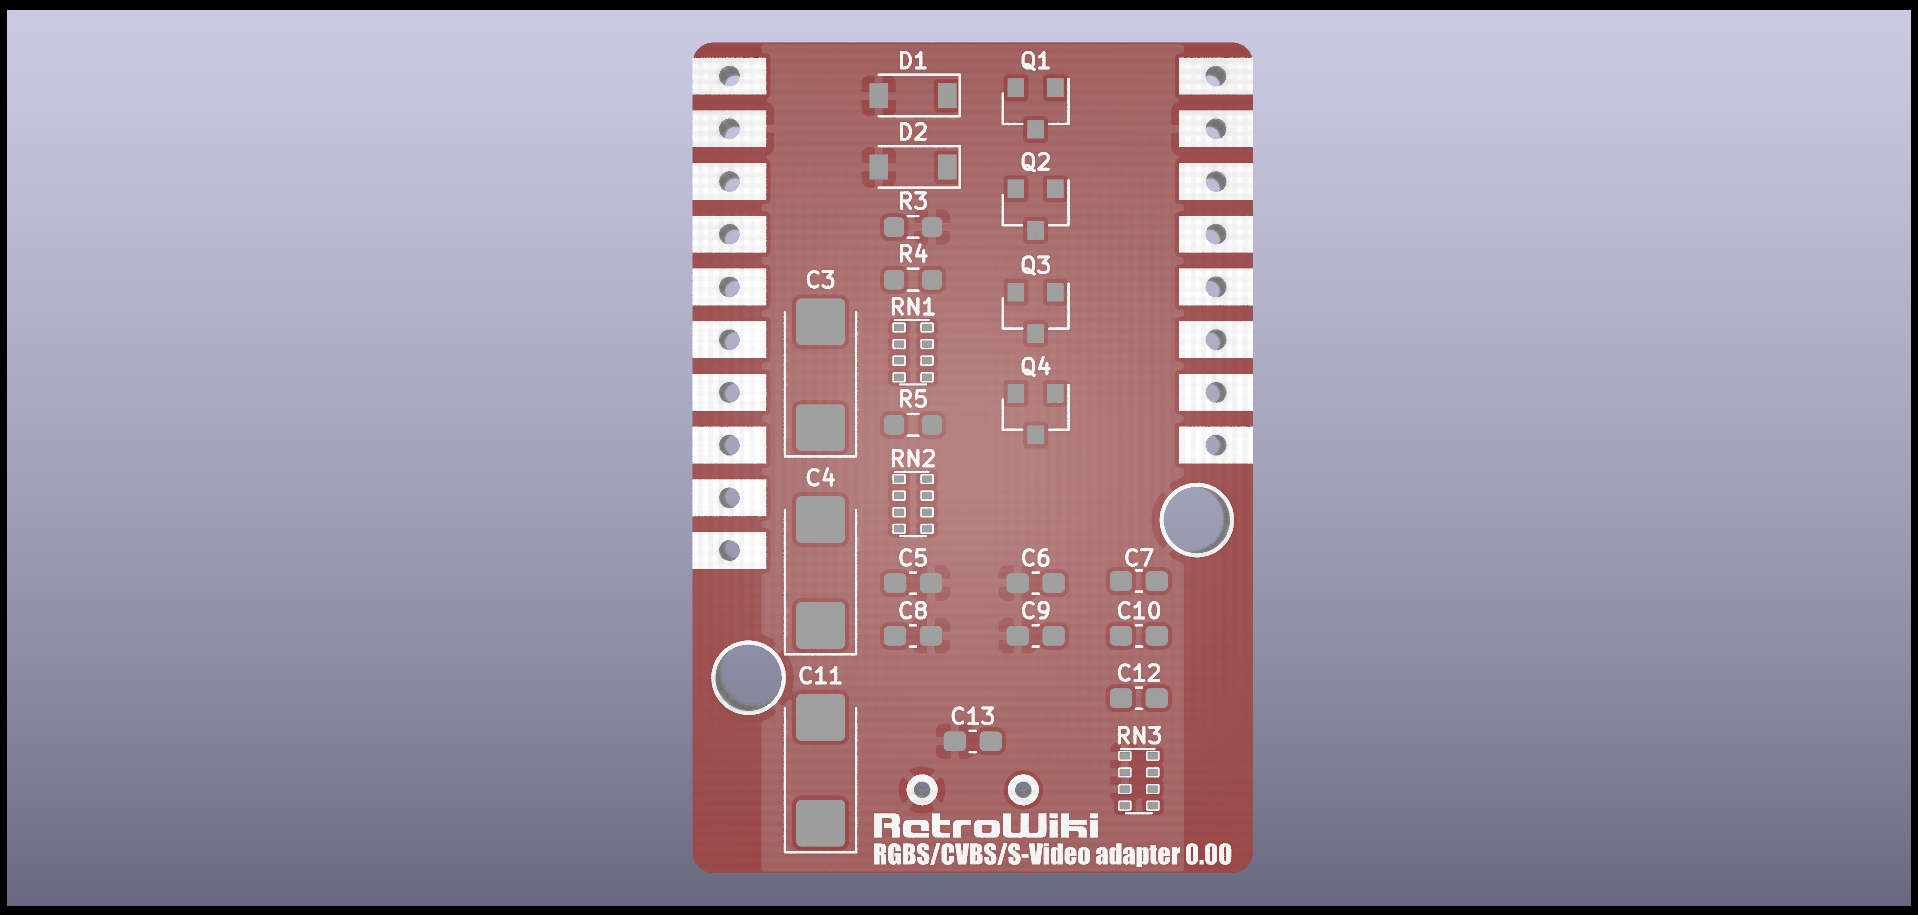 D1
Q1
D2
Q2
R3
R4
Q3
C3
RN1
Q4
R5
RN2
C4
C5
C6
C7
C8
C9
C10
C11
C12
C13
RN3
RetroWiki
RGBS/CVBS/S-Video adapter 0.00